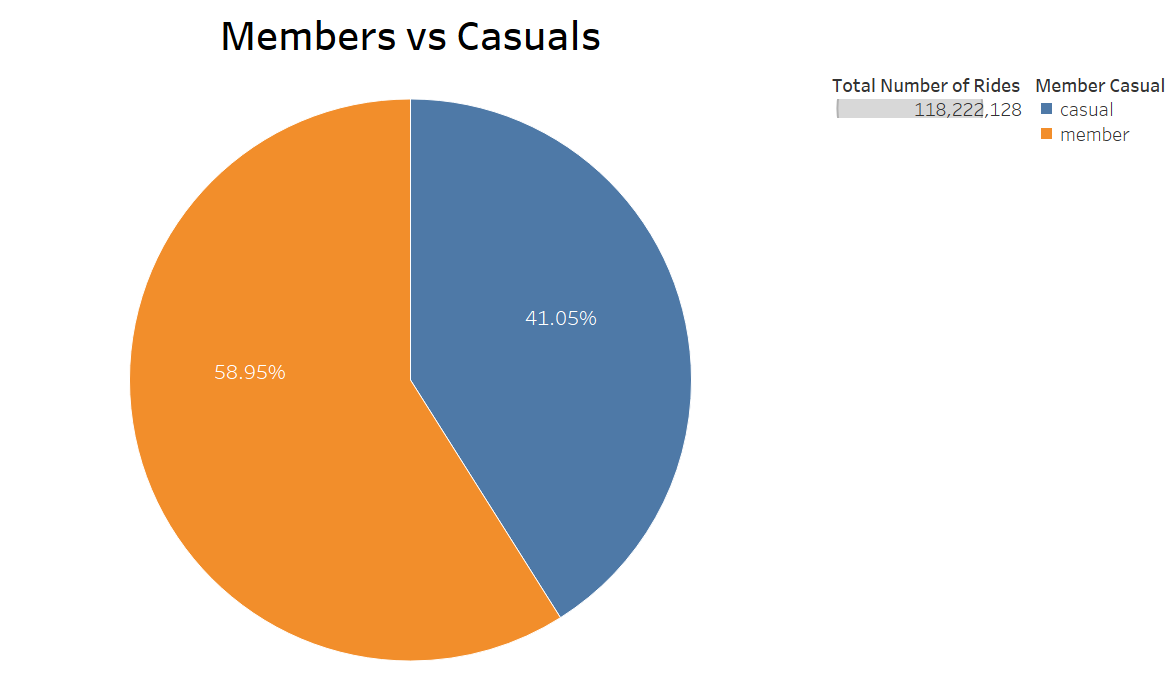 Members vs Casuals
Total Number of Rides
118,222,128
Member Casual
casual
member
41.05%
58.95%